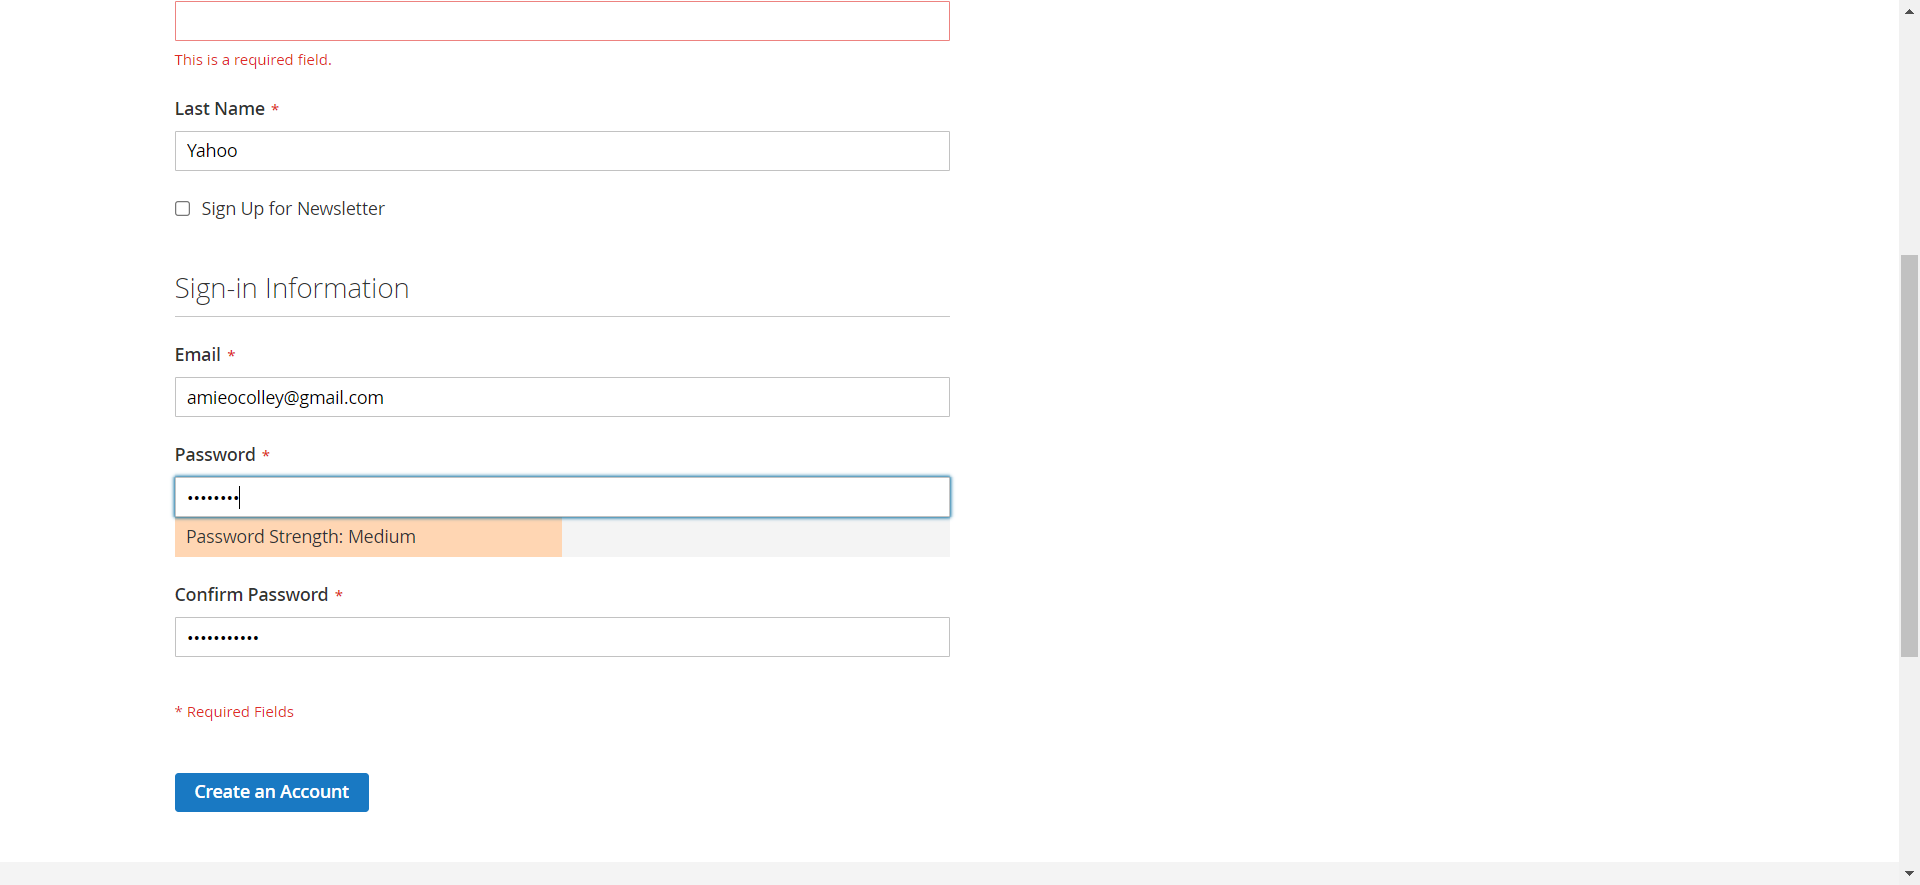 This is a required field.
Last Name *
Yahoo
Sign Up for Newsletter
Sign-in Information
Email *
amieocolley@gmail.com
Password *
••••••••
Password Strength: Medium
Confirm Password *
•••••••••••
* Required Fields
Create an Account